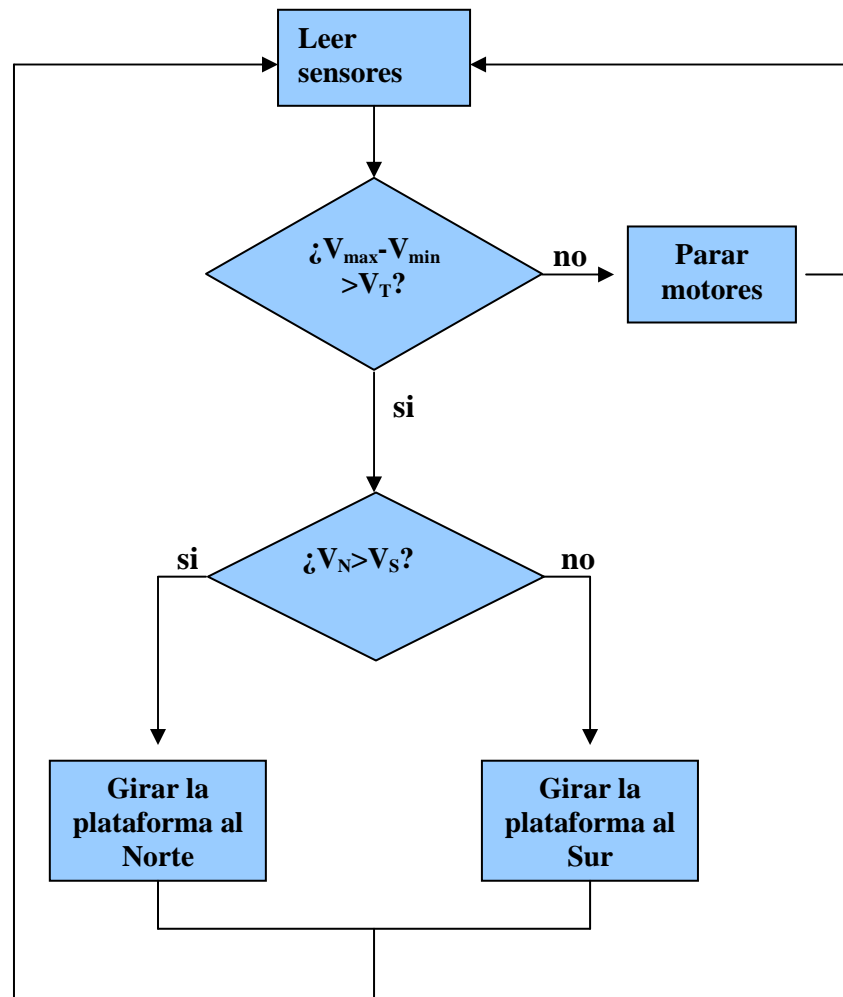 Leer
sensores
¿Vmax-Vmin
>VT?
no
Parar
motores
si
si
¿VN>VS?
no
Girar la
plataforma al
Norte
Girar la
plataforma al
Sur